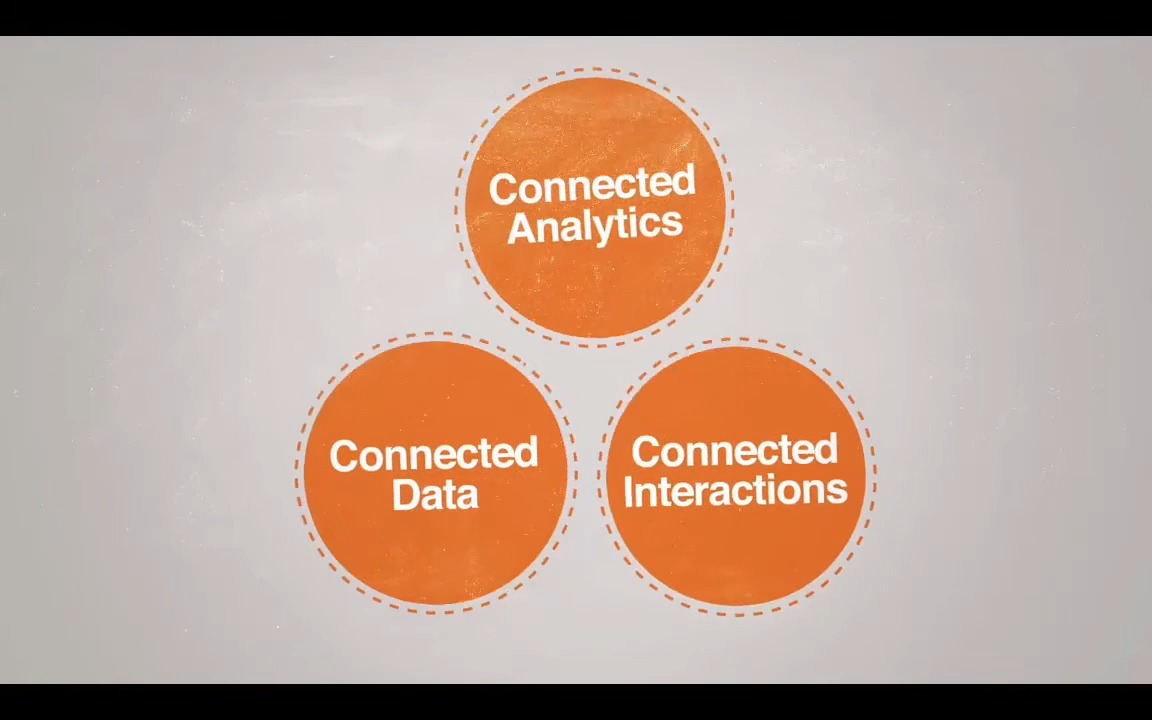 Connected
Analytics
Connected
Data
Connected
Interactions